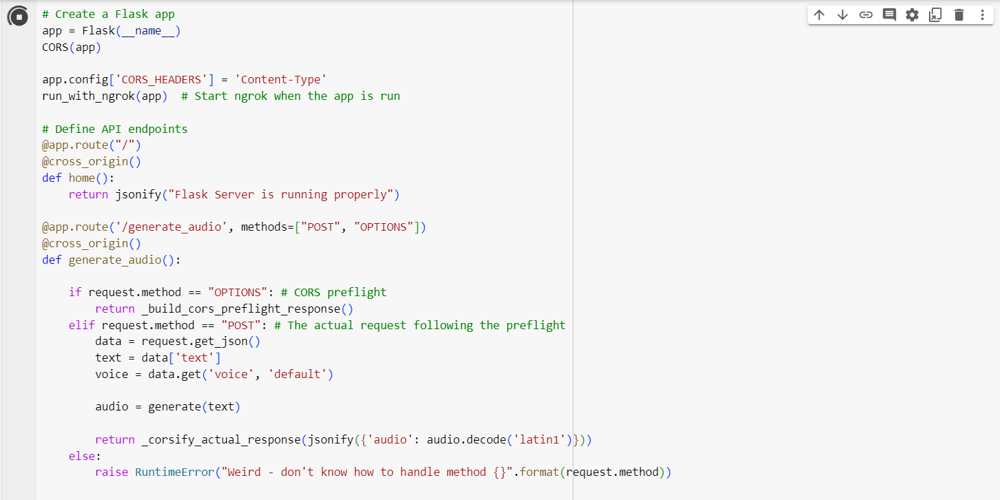 # Create a Flask app
app = Flask(__name__)
CORS(app)
app.config['CORS_HEADERS'] = 'Content-Type'
run_with_ngrok(app)  # Start ngrok when the app is run
# Define API endpoints
@app.route("/")
@cross_origin()
def home():
    return jsonify("Flask Server is running properly")
@app.route('/generate_audio', methods=["POST", "OPTIONS"])
@cross_origin()
def generate_audio():
    if request.method == "OPTIONS": # CORS preflight
        return _build_cors_preflight_response()
    elif request.method == "POST": # The actual request following the preflight
        data = request.get_json()
        text = data['text']
        voice = data.get('voice', 'default')
        audio = generate(text)
        return _corsify_actual_response(jsonify({'audio': audio.decode('latin1')}))
    else:
        raise RuntimeError("Weird - don't know how to handle method {}".format(request.method))